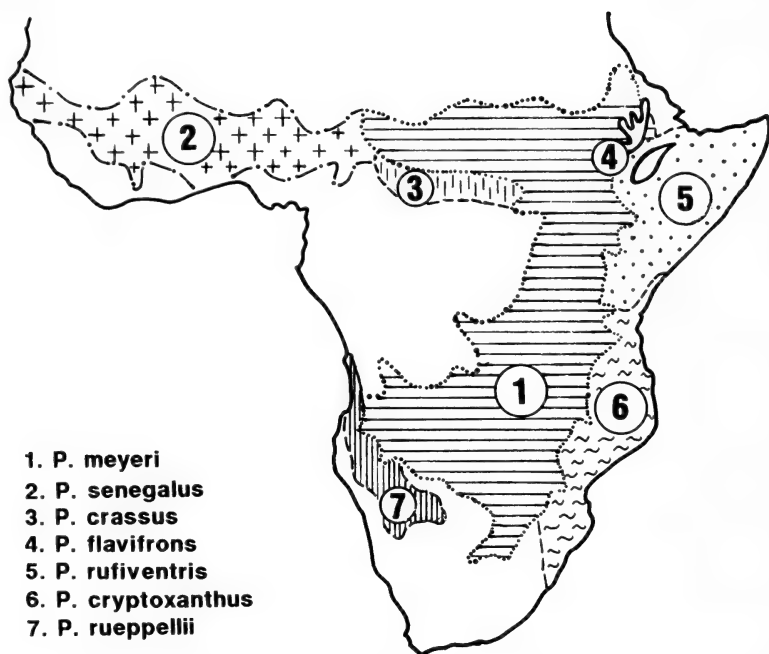 2
3
4
5
1
6
7
1. P. meyeri
2. P. senegalus
3. P. crassus
4. P. flavifrons
5. P. rufiventris
6. P. cryptoxanthus
7. P. rueppellii